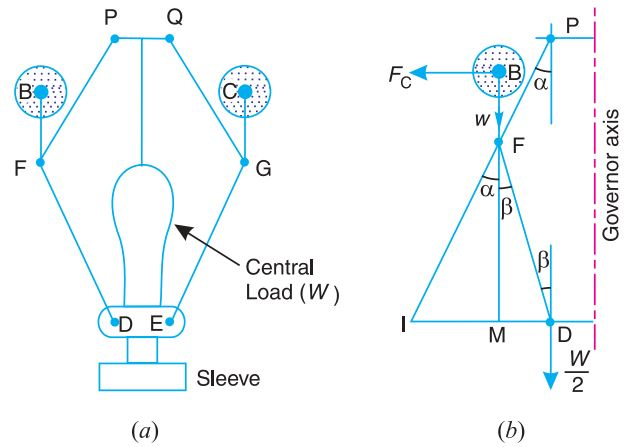 P Q
B C
F G
Central
Load (W)
D E
Sleeve
(a)
P
F_C B α
w
F
α β
Governor axis
β
I M D
W
2
(b)